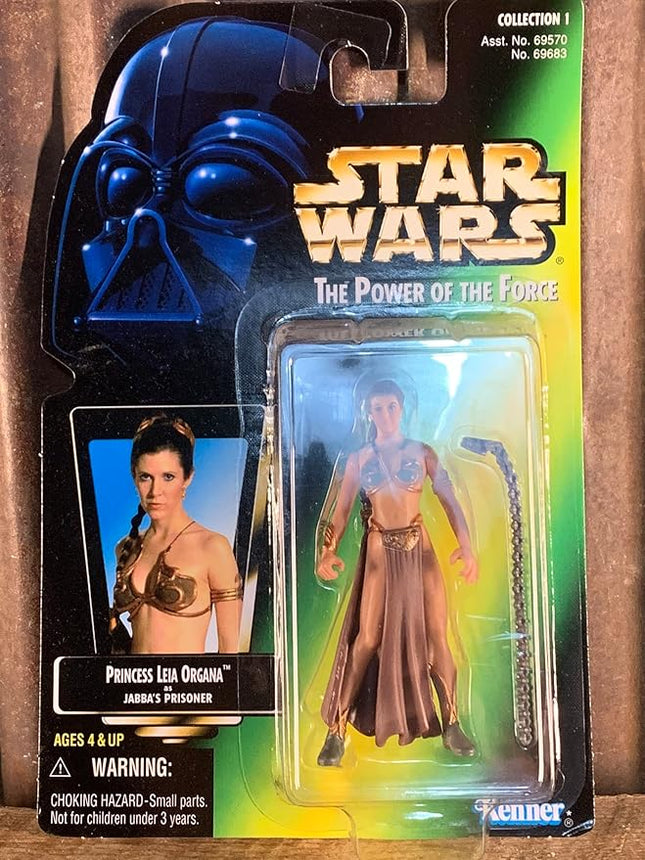 COLLECTION 1
Asst. No. 69570
No. 69683
STAR
WARS
®
THE POWER OF THE FORCE
PRINCESS LEIA ORGANA™
as
JABBA'S PRISONER
AGES 4 & UP
WARNING:
CHOKING HAZARD-Small parts.
Not for children under 3 years.
Kenner
®